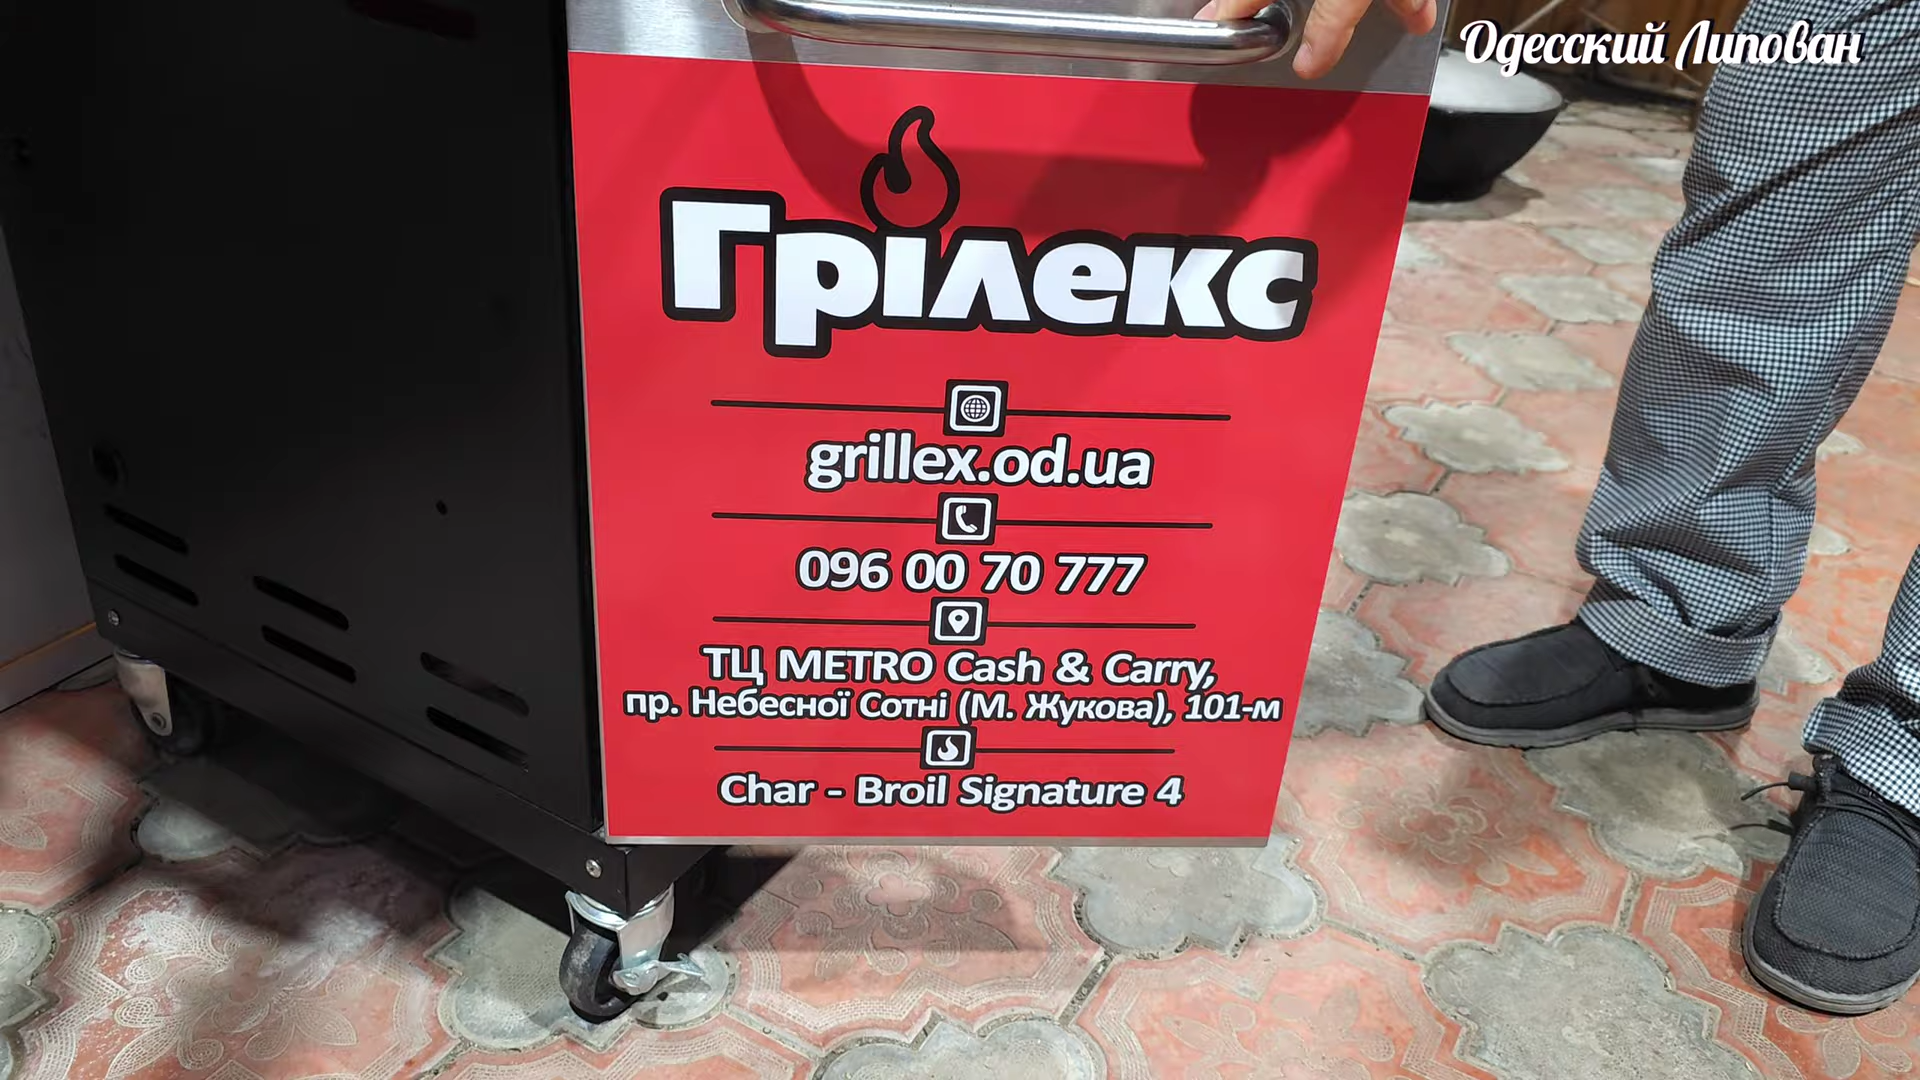 Одесский Липован
Грілекс
grillex.od.ua
096 00 70 777
ТЦ METRO Cash & Carry,
пр. Небесної Сотні (М. Жукова), 101-м
Char - Broil Signature 4